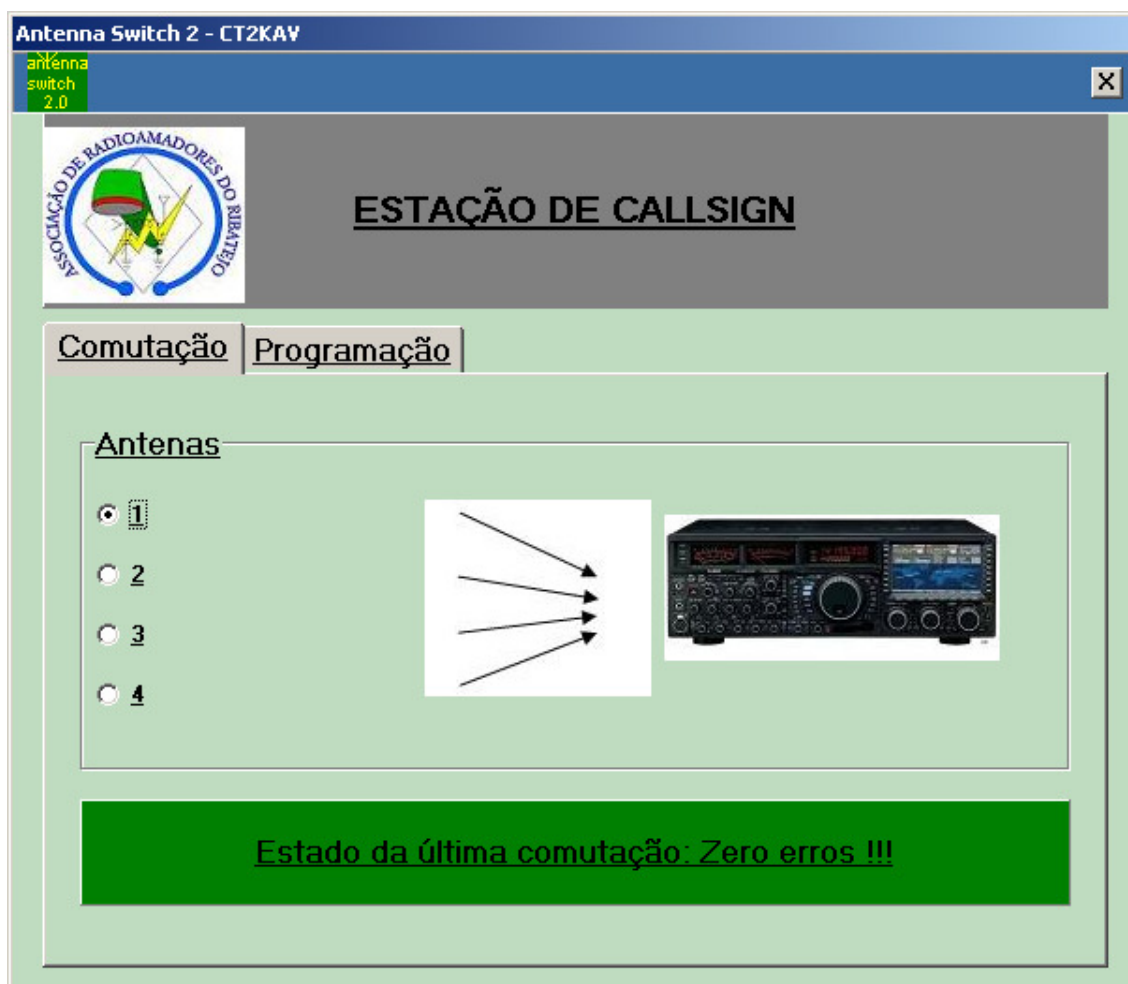 Antenna Switch 2 - CT2KAV
antenna
switch
2.0
X
ASSOCIAÇÃO DE RADIOAMADORES DO RIBATEJO
ESTAÇÃO DE CALLSIGN
Comutação Programação
Antenas
1
2
3
4
Estado da última comutação: Zero erros !!!